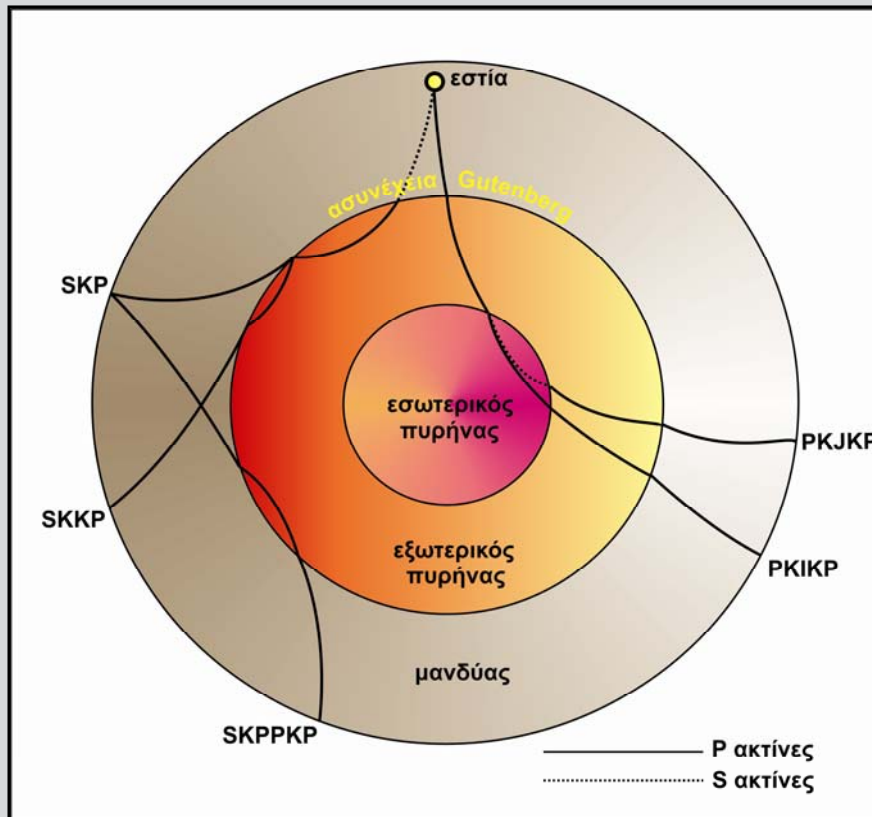 εστία
ασυνέχεια Gutenberg
SKP
εσωτερικός
πυρήνας
PKJKP
SKKP
εξωτερικός
πυρήνας
PKIKP
μανδύας
SKPPKP
P ακτίνες
S ακτίνες